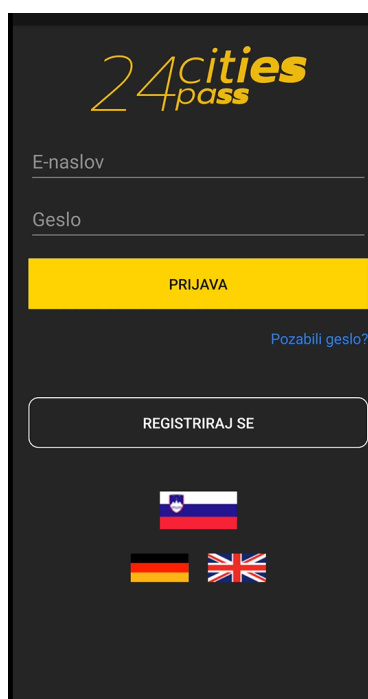 24cities
pass
E-naslov
Geslo
PRIJAVA
Pozabili geslo?
REGISTRIRAJ SE